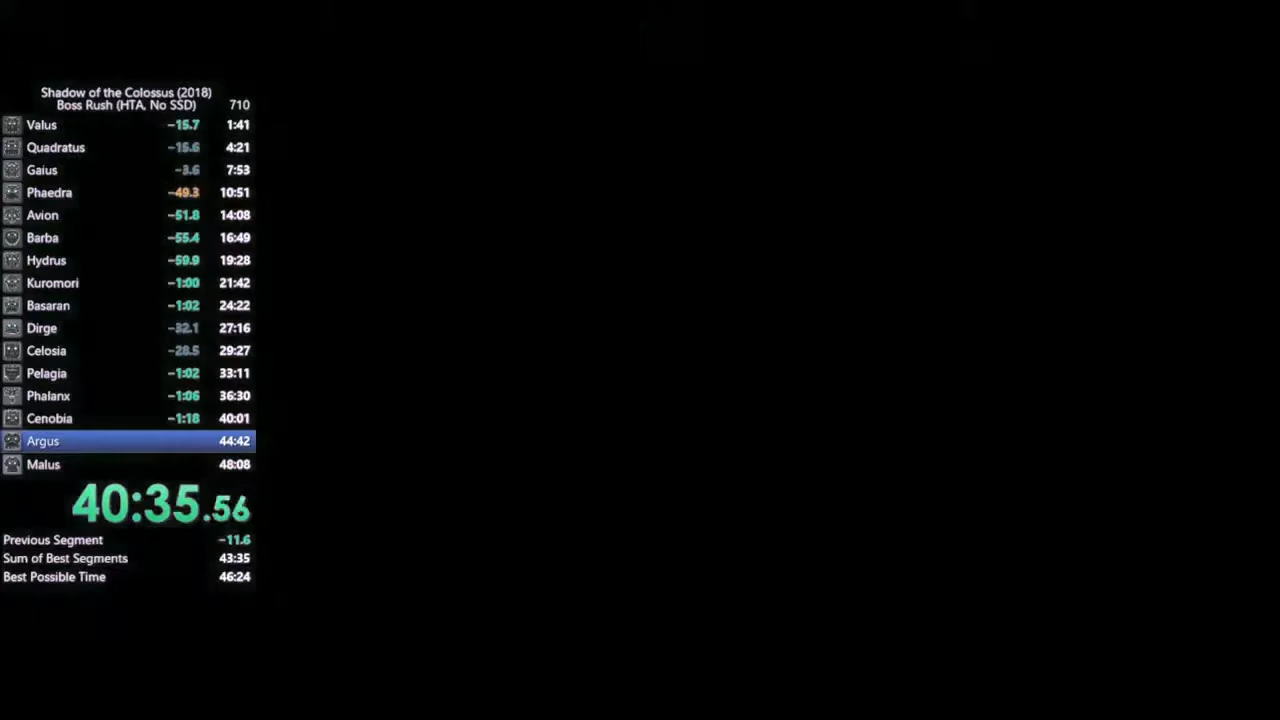 Shadow of the Colossus (2018)
Boss Rush (HTA, No SSD) 710
Valus −15.7 1:41
Quadratus −15.6 4:21
Gaius −3.6 7:53
Phaedra −49.3 10:51
Avion −51.8 14:08
Barba −55.4 16:49
Hydrus −59.9 19:28
Kuromori −1:00 21:42
Basaran −1:02 24:22
Dirge −32.1 27:16
Celosia −28.5 29:27
Pelagia −1:02 33:11
Phalanx −1:06 36:30
Cenobia −1:18 40:01
Argus 44:42
Malus 48:08
40:35.56
Previous Segment −11.6
Sum of Best Segments 43:35
Best Possible Time 46:24